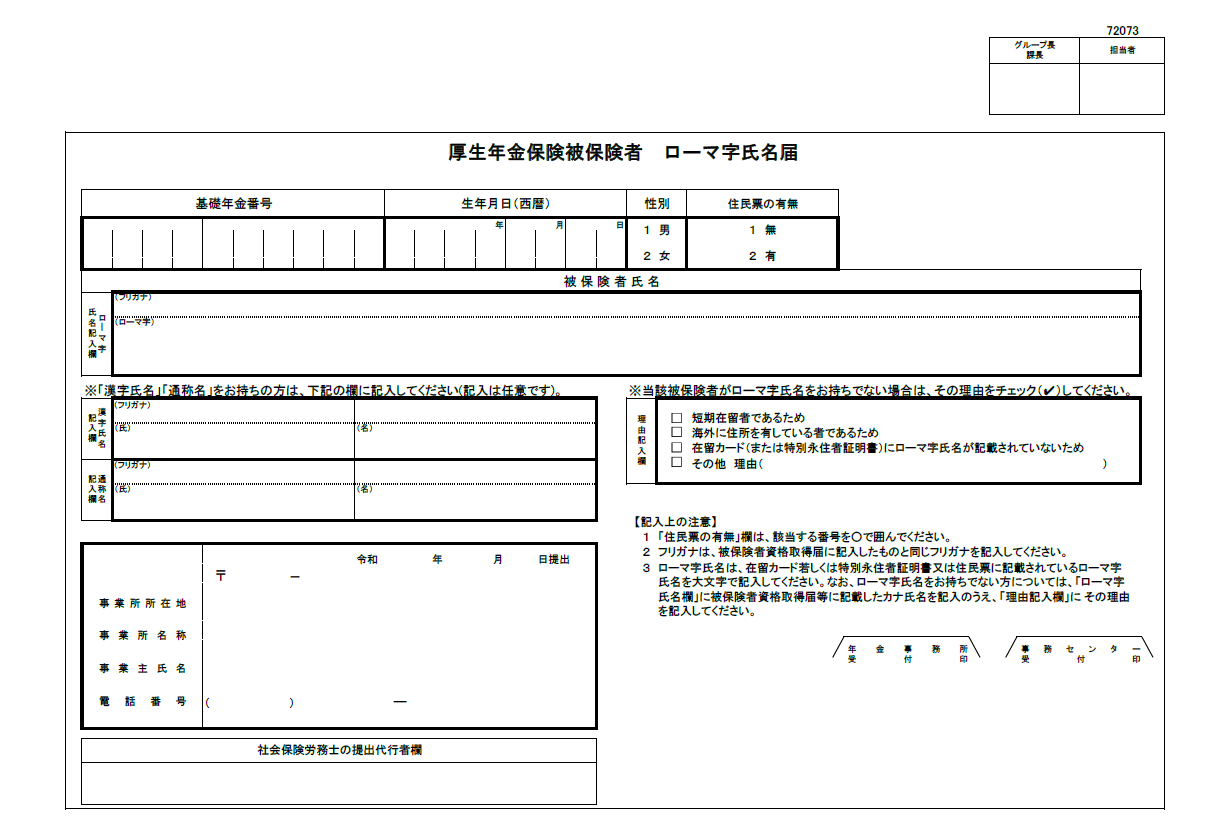 72073
グループ長
課長
担当者
厚生年金保険被保険者　ローマ字氏名届
基礎年金番号
生年月日（西暦）
性別
住民票の有無
年
月
日
１ 男
２ 女
１ 無
２ 有
被保険者氏名
ローマ字
氏名記入欄
（フリガナ）
（ローマ字）
※「漢字氏名」「通称名」をお持ちの方は、下記の欄に記入してください（記入は任意です）。
漢字氏名
記入欄
（フリガナ）
（氏）
（名）
通称名
記入欄
（フリガナ）
（氏）
（名）
※当該被保険者がローマ字氏名をお持ちでない場合は、その理由をチェック（✔）してください。
理由記入欄
□ 短期在留者であるため
□ 海外に住所を有している者であるため
□ 在留カード（または特別永住者証明書）にローマ字氏名が記載されていないため
□ その他 理由（　　　）
【記入上の注意】
１ 「住民票の有無」欄は、該当する番号を〇で囲んでください。
２ フリガナは、被保険者資格取得届に記入したものと同じフリガナを記入してください。
３ ローマ字氏名は、在留カード若しくは特別永住者証明書又は住民票に記載されているローマ字
氏名を大文字で記入してください。なお、ローマ字氏名をお持ちでない方については、「ローマ字
氏名欄」に被保険者資格取得届等に記載したカナ氏名を記入のうえ、「理由記入欄」に その理由
を記入してください。
令和　年　月　日提出
〒　－
事業所所在地
事業所名称
事業主氏名
電話番号
（　　　）　　　―
年金事務所
受付印
事務センター
受付印
社会保険労務士の提出代行者欄